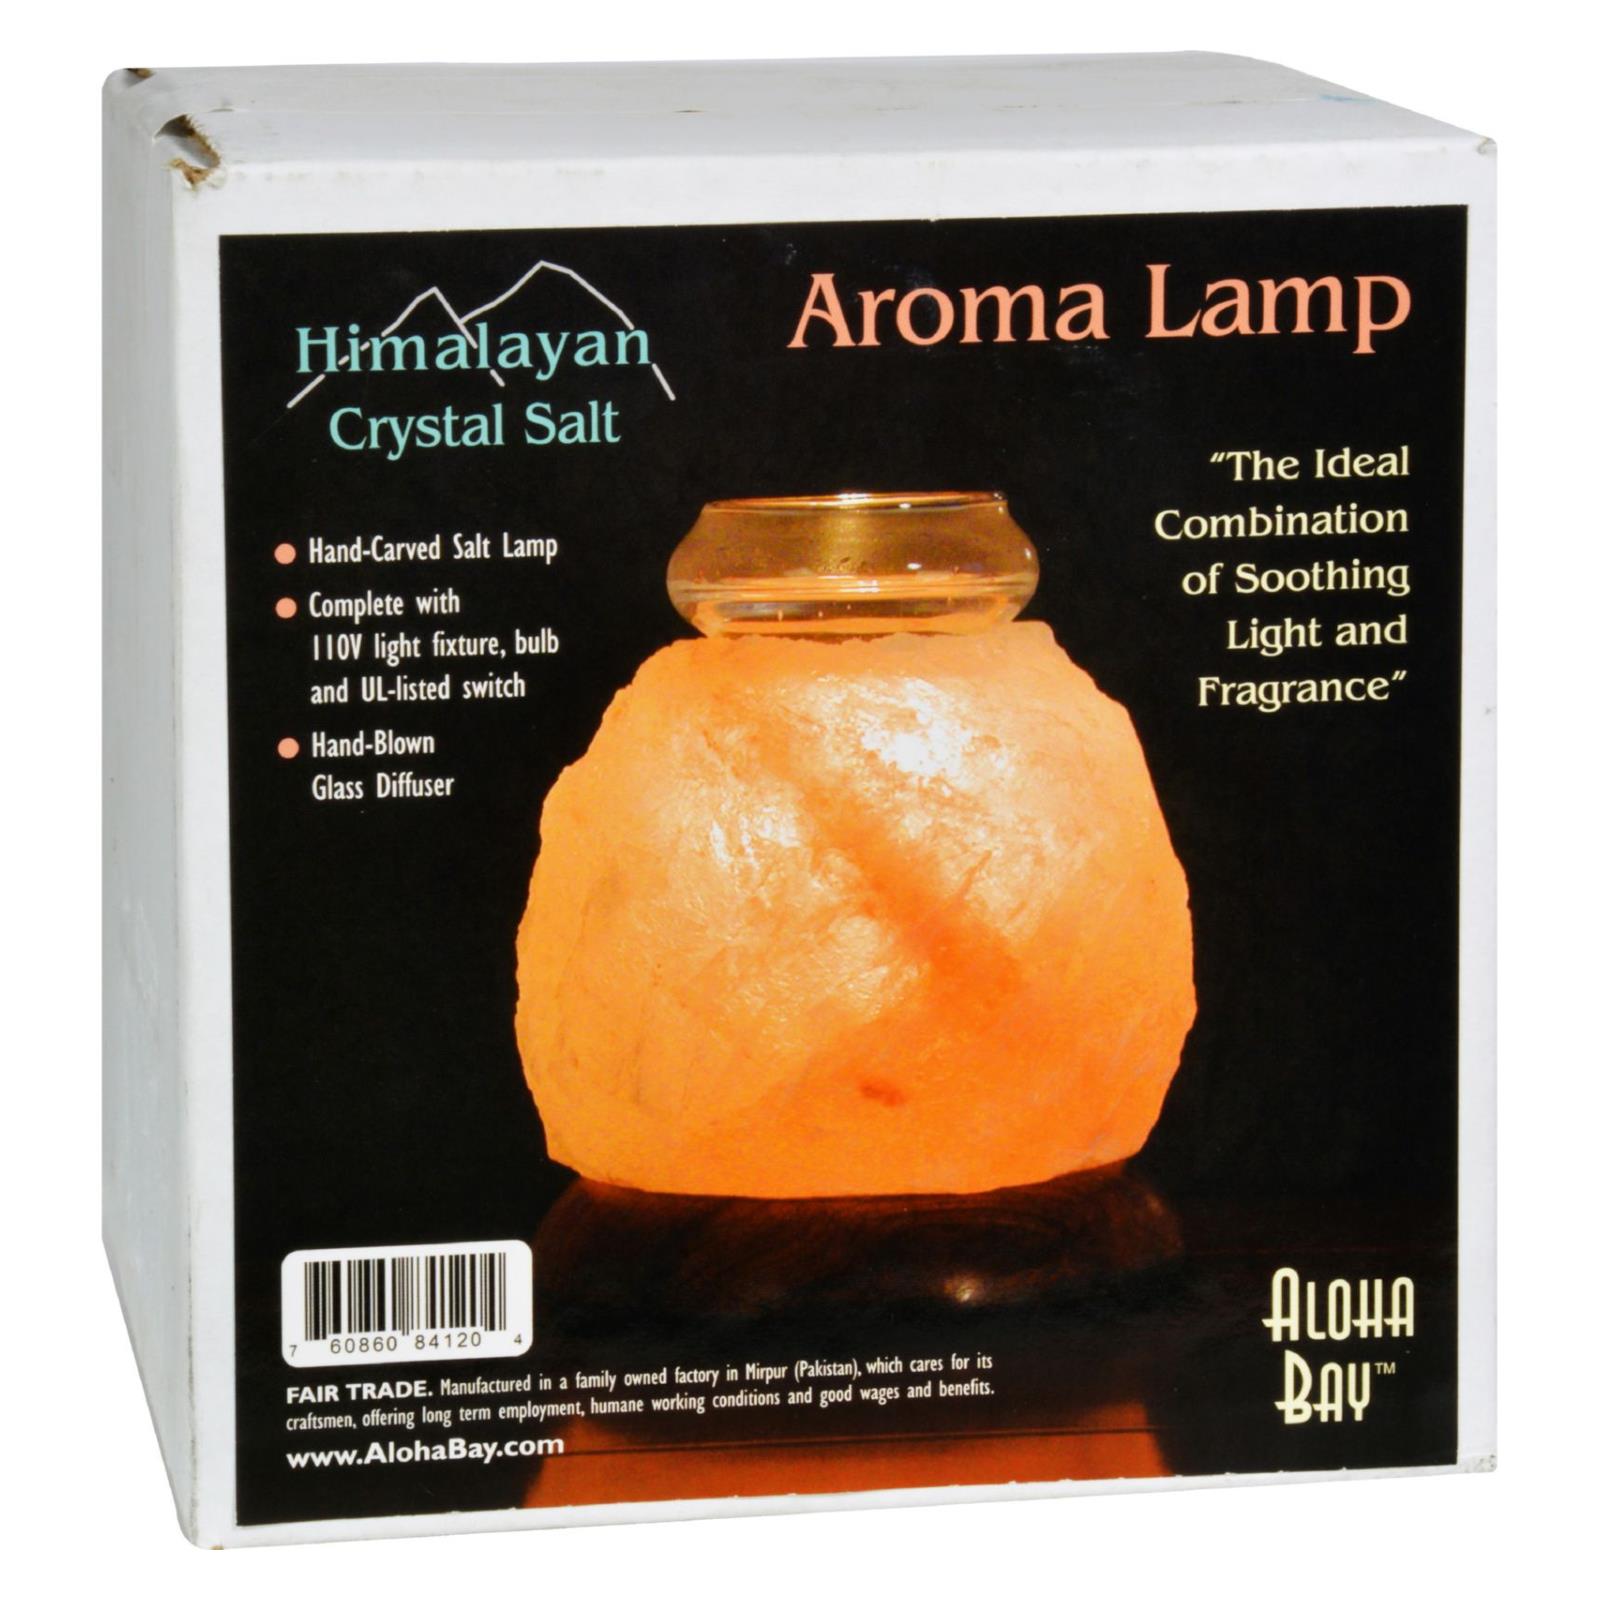 Himalayan
Crystal Salt
Aroma Lamp
"The Ideal
Combination
of Soothing
Light and
Fragrance"
● Hand-Carved Salt Lamp
● Complete with
110V light fixture, bulb
and UL-listed switch
● Hand-Blown
Glass Diffuser
7 60860 84120 4
FAIR TRADE. Manufactured in a family owned factory in Mirpur (Pakistan), which cares for its
craftsmen, offering long term employment, humane working conditions and good wages and benefits.
www.AlohaBay.com
ALOHA
BAY™